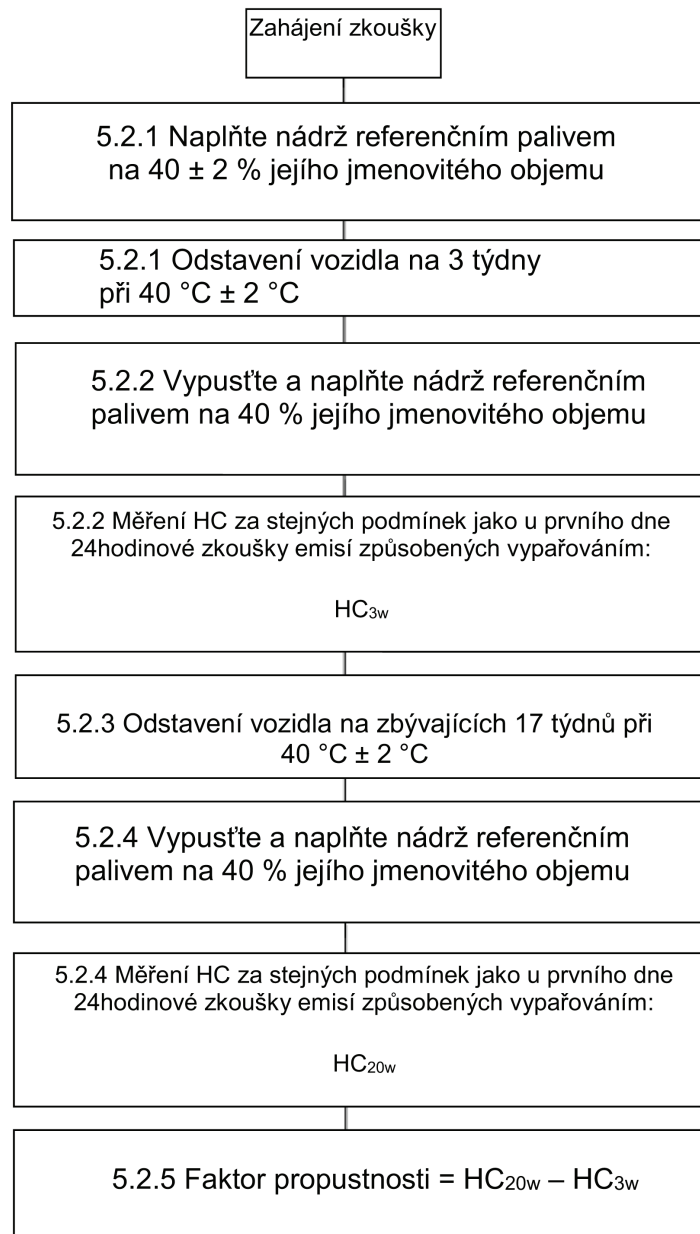 Zahájení zkoušky
5.2.1 Naplňte nádrž referenčním palivem
na 40 ± 2 % jejího jmenovitého objemu
5.2.1 Odstavení vozidla na 3 týdny
při 40 °C ± 2 °C
5.2.2 Vypusťte a naplňte nádrž referenčním
palivem na 40 % jejího jmenovitého objemu
5.2.2 Měření HC za stejných podmínek jako u prvního dne
24hodinové zkoušky emisí způsobených vypařováním:
HC3w
5.2.3 Odstavení vozidla na zbývajících 17 týdnů při
40 °C ± 2 °C
5.2.4 Vypusťte a naplňte nádrž referenčním
palivem na 40 % jejího jmenovitého objemu
5.2.4 Měření HC za stejných podmínek jako u prvního dne
24hodinové zkoušky emisí způsobených vypařováním:
HC20w
5.2.5 Faktor propustnosti = HC20w – HC3w